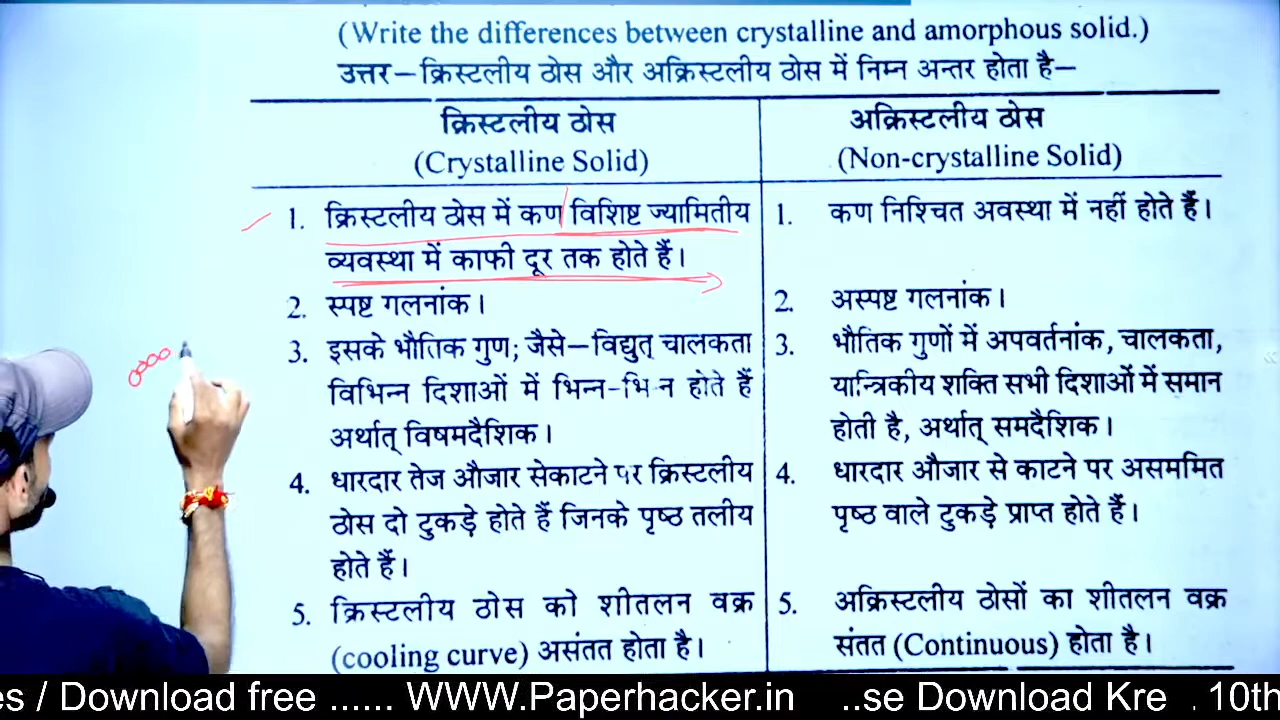 (Write the differences between crystalline and amorphous solid.)
उत्तर–क्रिस्टलीय ठोस और अक्रिस्टलीय ठोस में निम्न अन्तर होता है–
क्रिस्टलीय ठोस
(Crystalline Solid)
1. क्रिस्टलीय ठोस में कण विशिष्ट ज्यामितीय
व्यवस्था में काफी दूर तक होते हैं।
2. स्पष्ट गलनांक।
3. इसके भौतिक गुण; जैसे–विद्युत् चालकता
विभिन्न दिशाओं में भिन्न-भिन्न होते हैं
अर्थात् विषमदैशिक।
4. धारदार तेज औजार सेकाटने पर क्रिस्टलीय
ठोस दो टुकड़े होते हैं जिनके पृष्ठ तलीय
होते हैं।
5. क्रिस्टलीय ठोस को शीतलन वक्र
(cooling curve) असंतत होता है।
अक्रिस्टलीय ठोस
(Non-crystalline Solid)
1. कण निश्चित अवस्था में नहीं होते हैं।
2. अस्पष्ट गलनांक।
3. भौतिक गुणों में अपवर्तनांक, चालकता,
यान्त्रिकीय शक्ति सभी दिशाओं में समान
होती है, अर्थात् समदैशिक।
4. धारदार औजार से काटने पर असममित
पृष्ठ वाले टुकड़े प्राप्त होते हैं।
5. अक्रिस्टलीय ठोसों का शीतलन वक्र
संतत (Continuous) होता है।
es / Download free ...... WWW.Paperhacker.in ..se Download Kre . 10th